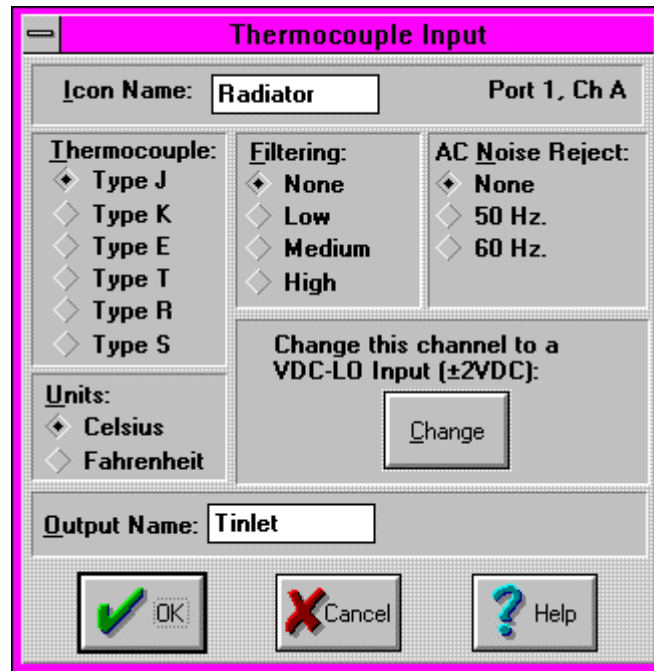 Thermocouple Input
Icon Name: Radiator Port 1, Ch A
Thermocouple:
Type J
Type K
Type E
Type T
Type R
Type S
Filtering:
None
Low
Medium
High
AC Noise Reject:
None
50 Hz.
60 Hz.
Units:
Celsius
Fahrenheit
Change this channel to a
VDC-LO Input (±2VDC):
Change
Output Name: Tinlet
OK Cancel Help